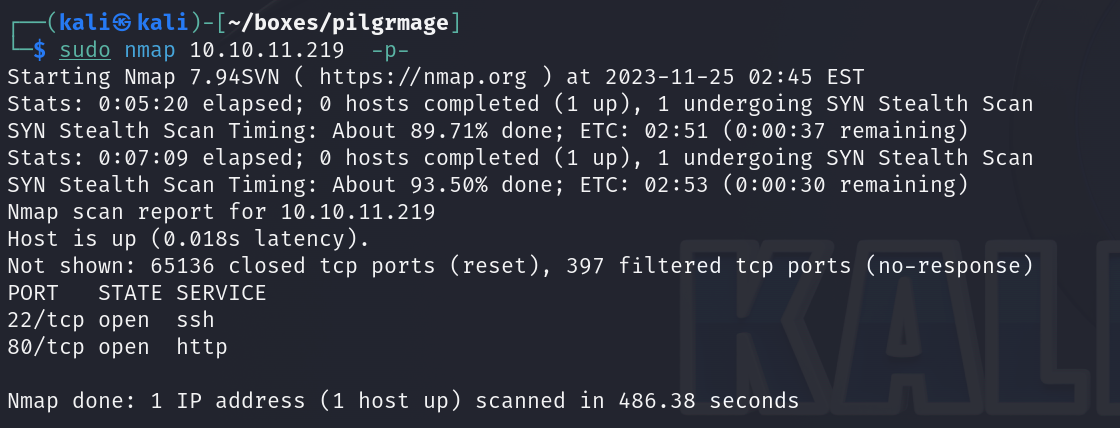 ┌──(kali㉿kali)-[~/boxes/pilgrmage]
└─$ sudo nmap 10.10.11.219  -p-
Starting Nmap 7.94SVN ( https://nmap.org ) at 2023-11-25 02:45 EST
Stats: 0:05:20 elapsed; 0 hosts completed (1 up), 1 undergoing SYN Stealth Scan
SYN Stealth Scan Timing: About 89.71% done; ETC: 02:51 (0:00:37 remaining)
Stats: 0:07:09 elapsed; 0 hosts completed (1 up), 1 undergoing SYN Stealth Scan
SYN Stealth Scan Timing: About 93.50% done; ETC: 02:53 (0:00:30 remaining)
Nmap scan report for 10.10.11.219
Host is up (0.018s latency).
Not shown: 65136 closed tcp ports (reset), 397 filtered tcp ports (no-response)
PORT   STATE SERVICE
22/tcp open  ssh
80/tcp open  http
Nmap done: 1 IP address (1 host up) scanned in 486.38 seconds
KALI